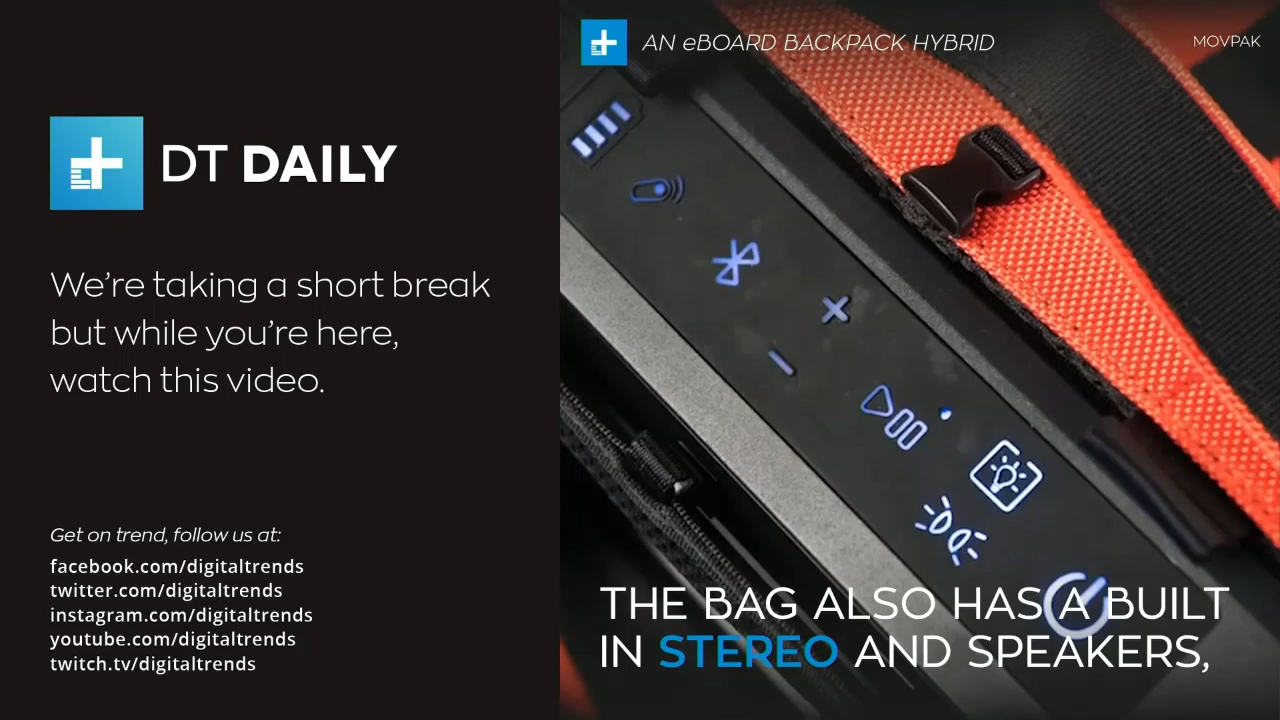 DT DAILY
We're taking a short break
but while you're here,
watch this video.
Get on trend, follow us at:
facebook.com/digitaltrends
twitter.com/digitaltrends
instagram.com/digitaltrends
youtube.com/digitaltrends
twitch.tv/digitaltrends
AN eBOARD BACKPACK HYBRID
MOVPAK
THE BAG ALSO HAS A BUILT
IN STEREO AND SPEAKERS,